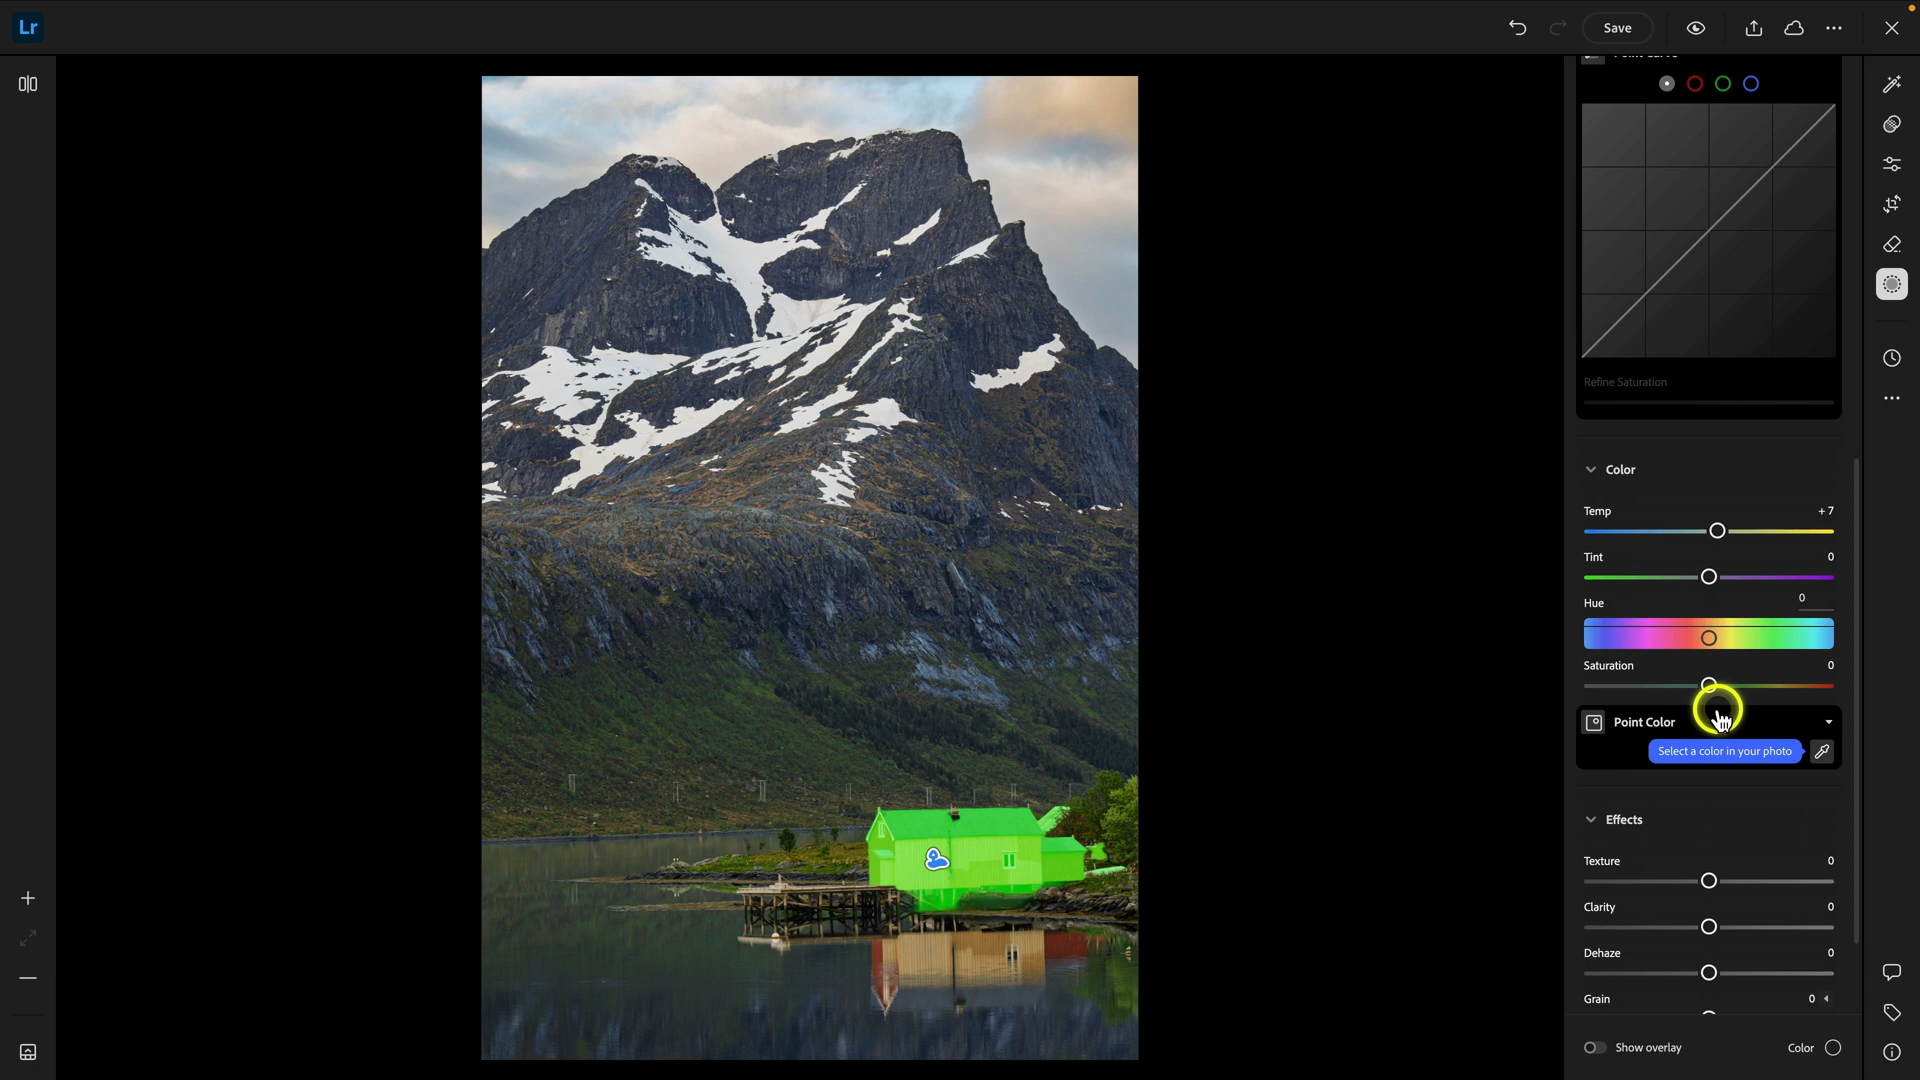 Lr
Save
Color
Refine Saturation
Color
Temp +7
Tint 0
Hue 0
Saturation 0
Point Color
Select a color in your photo
Effects
Texture 0
Clarity 0
Dehaze 0
Grain 0
Show overlay Color